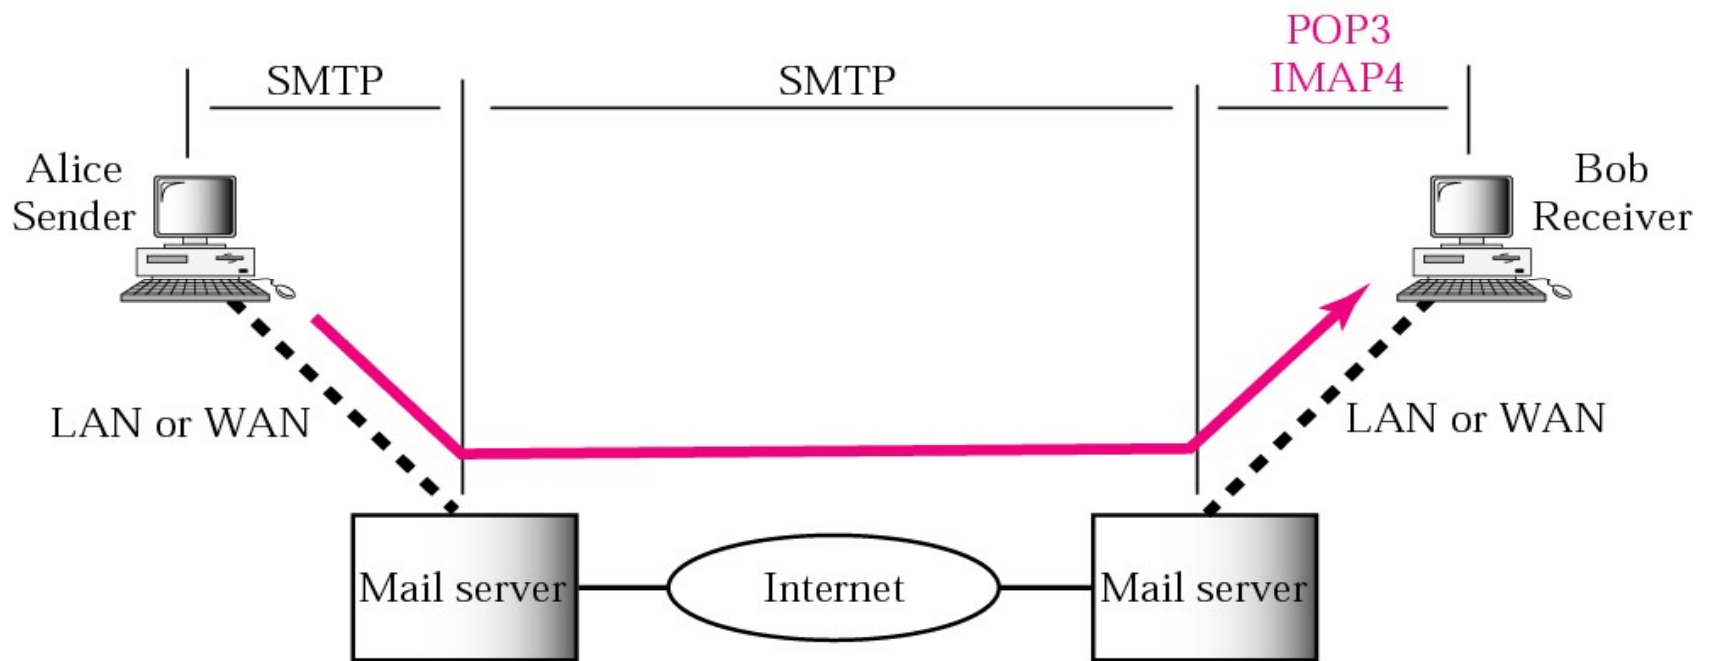 POP3
SMTP
SMTP
IMAP4
Alice
Sender
Bob
Receiver
LAN or WAN
LAN or WAN
Mail server
Internet
Mail server